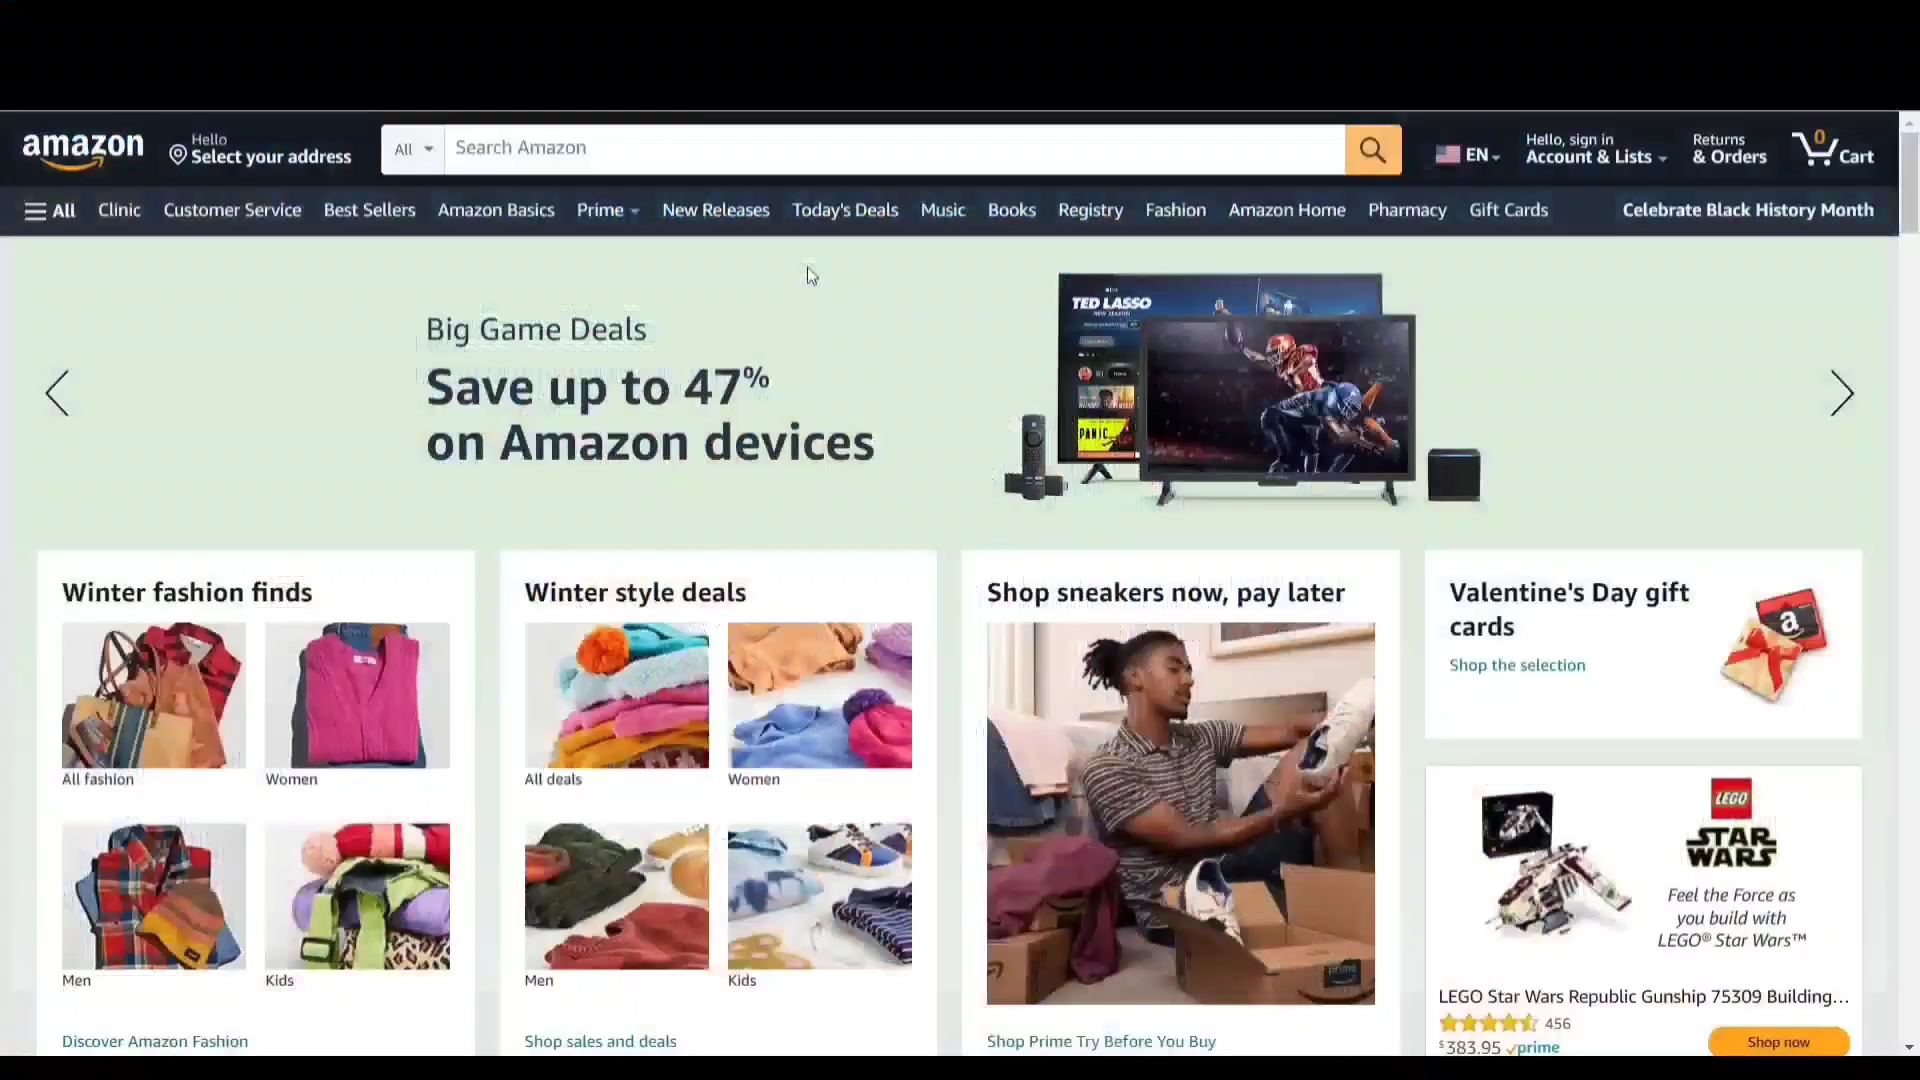 amazon
Hello
Select your address
All
Search Amazon
EN
Hello, sign in
Account & Lists
Returns
& Orders
0
Cart
All
Clinic
Customer Service
Best Sellers
Amazon Basics
Prime
New Releases
Today's Deals
Music
Books
Registry
Fashion
Amazon Home
Pharmacy
Gift Cards
Celebrate Black History Month
Big Game Deals
Save up to 47%
on Amazon devices
TED LASSO
NEW SEASON
PANIC
Winter fashion finds
All fashion
Women
Men
Kids
Discover Amazon Fashion
Winter style deals
All deals
Women
Men
Kids
Shop sales and deals
Shop sneakers now, pay later
prime
Shop Prime Try Before You Buy
Valentine's Day gift
cards
Shop the selection
a
LEGO
STAR
WARS
Feel the Force as
you build with
LEGO® Star Wars™
LEGO Star Wars Republic Gunship 75309 Building...
456
$383.95 prime
Shop now